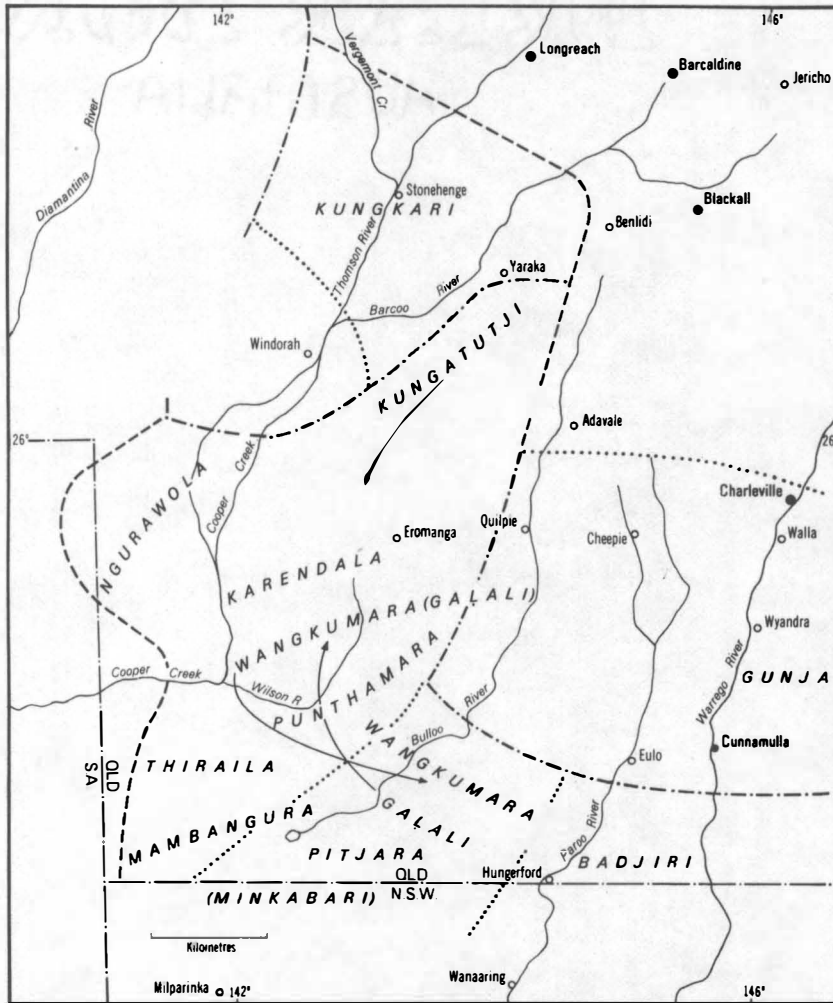 142°
146°
Longreach
Barcaldine
Jericho
Vergemont Cr
River
Diamantina
Stonehenge
KUNGKARI
Blackall
Benlidi
Thomson River
Yaraka
River
Barcoo
Windorah
KUNGATUTJI
Adavale
26°
26
Creek
Cooper
NGURAWOLA
Charleville
Quilpie
Eromanga
Cheepie
Walla
KARENDALA
WANGKUMARA (GALALI)
Wyandra
PUNTHAMARA
Warrego River
GUNJA
Cooper Creek
Wilson R
River
Bulloo
WANGKUMARA
Cunnamulla
Eulo
QLD
SA
THIRAILA
MAMBANGURA
GALALI
Paroo River
PITJARA
BADJIRI
Hungerford
QLD
N.S.W.
(MINKABARI)
Kilometres
Wanaaring
Milparinka
142°
146°